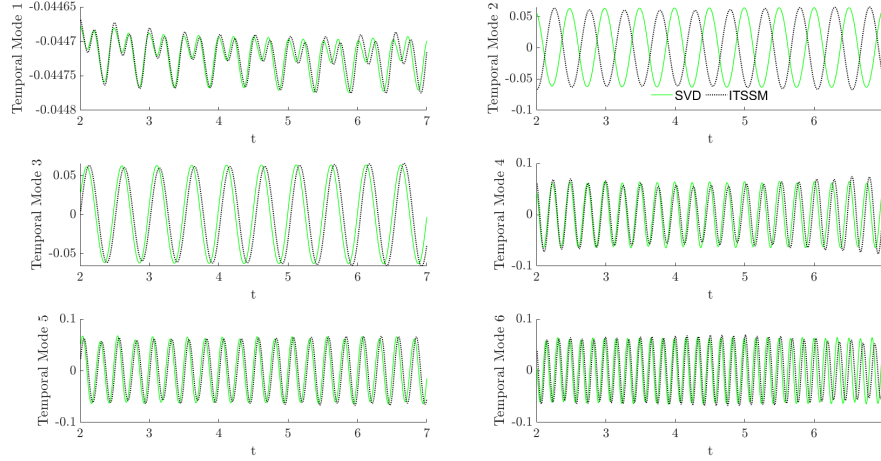 Temporal Mode 1
-0.04465
-0.0447
-0.04475
-0.0448
2 3 4 5 6 7
t
Temporal Mode 2
0.05
0
-0.05
-0.1
SVD ITSSM
2 3 4 5 6
t
Temporal Mode 3
0.05
0
-0.05
2 3 4 5 6 7
t
Temporal Mode 4
0.1
0
-0.1
2 3 4 5 6
t
Temporal Mode 5
0.1
0
-0.1
2 3 4 5 6 7
t
Temporal Mode 6
0.1
0
-0.1
2 3 4 5 6
t